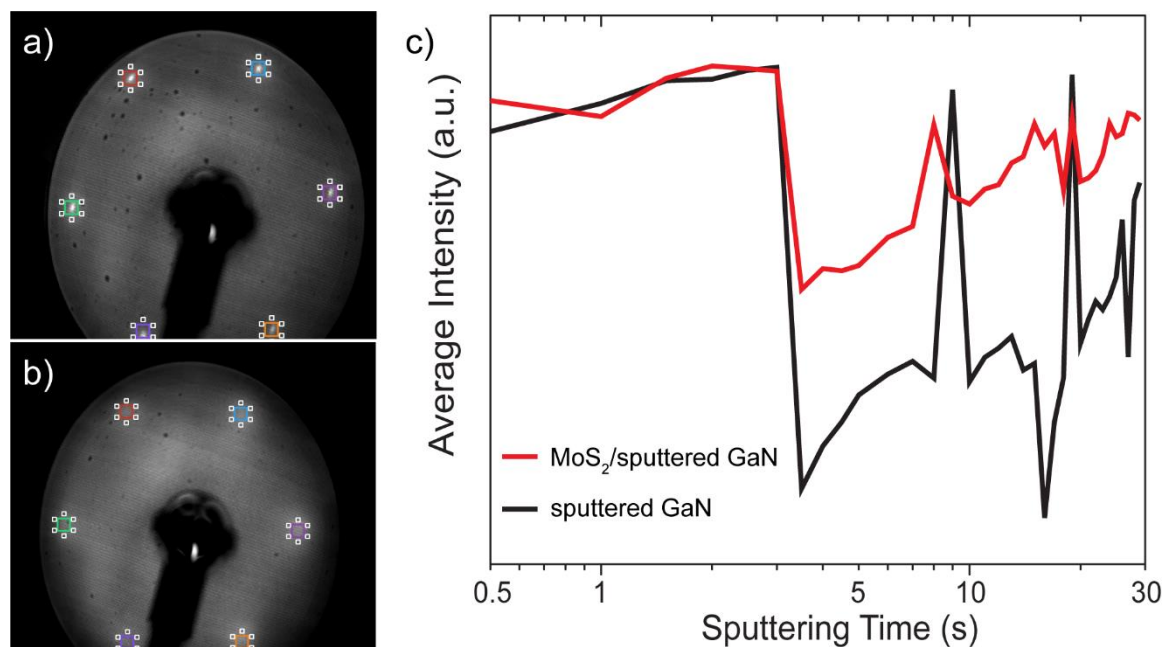 a)
b)
c)
Average Intensity (a.u.)
MoS₂/sputtered GaN
sputtered GaN
0.5 1 5 10 30
Sputtering Time (s)